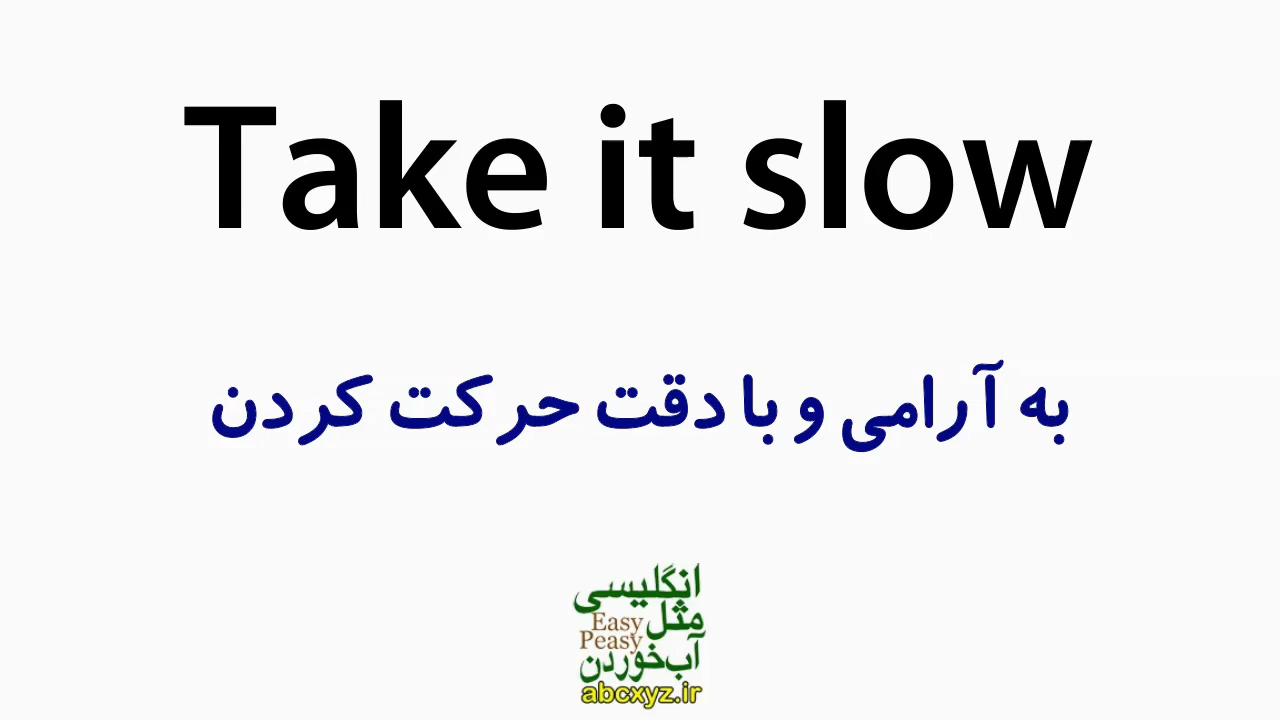 Take it slow
به آرامی و با دقت حرکت کردن
انگلیسی
مثل
Easy
Peasy
آب‌خوردن
abcxyz.ir